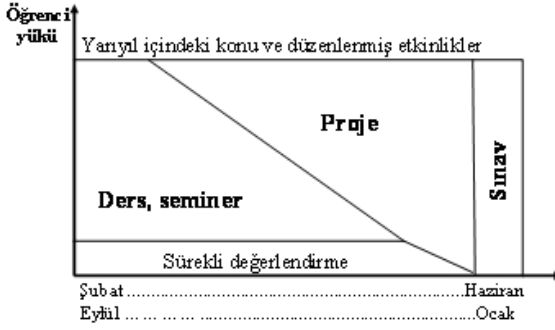 Öğrenci
yükü
Yarıyıl içindeki konu ve düzenlenmiş etkinlikler
Proje
Sınav
Ders, seminer
Sürekli değerlendirme
Şubat ........................................................................Haziran
Eylül ... ... ... ... ......................................................Ocak